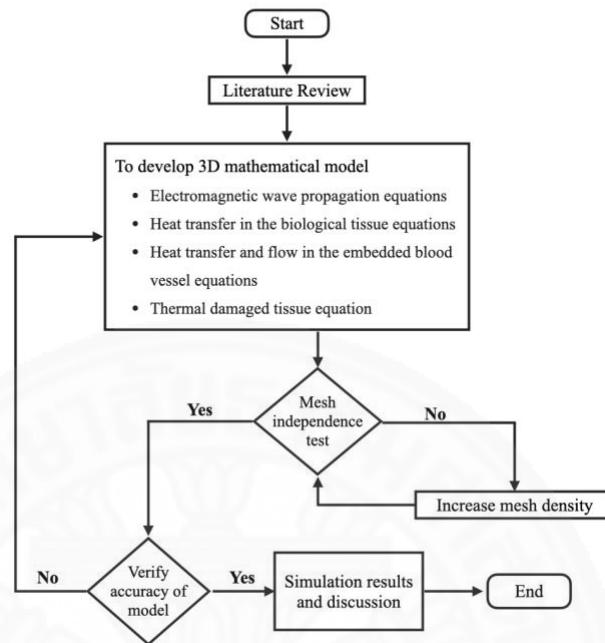 Start
Literature Review
To develop 3D mathematical model
• Electromagnetic wave propagation equations
• Heat transfer in the biological tissue equations
• Heat transfer and flow in the embedded blood
vessel equations
• Thermal damaged tissue equation
Mesh
independence
test
Yes
No
Increase mesh density
Verify
accuracy of
model
No
Yes
Simulation results
and discussion
End